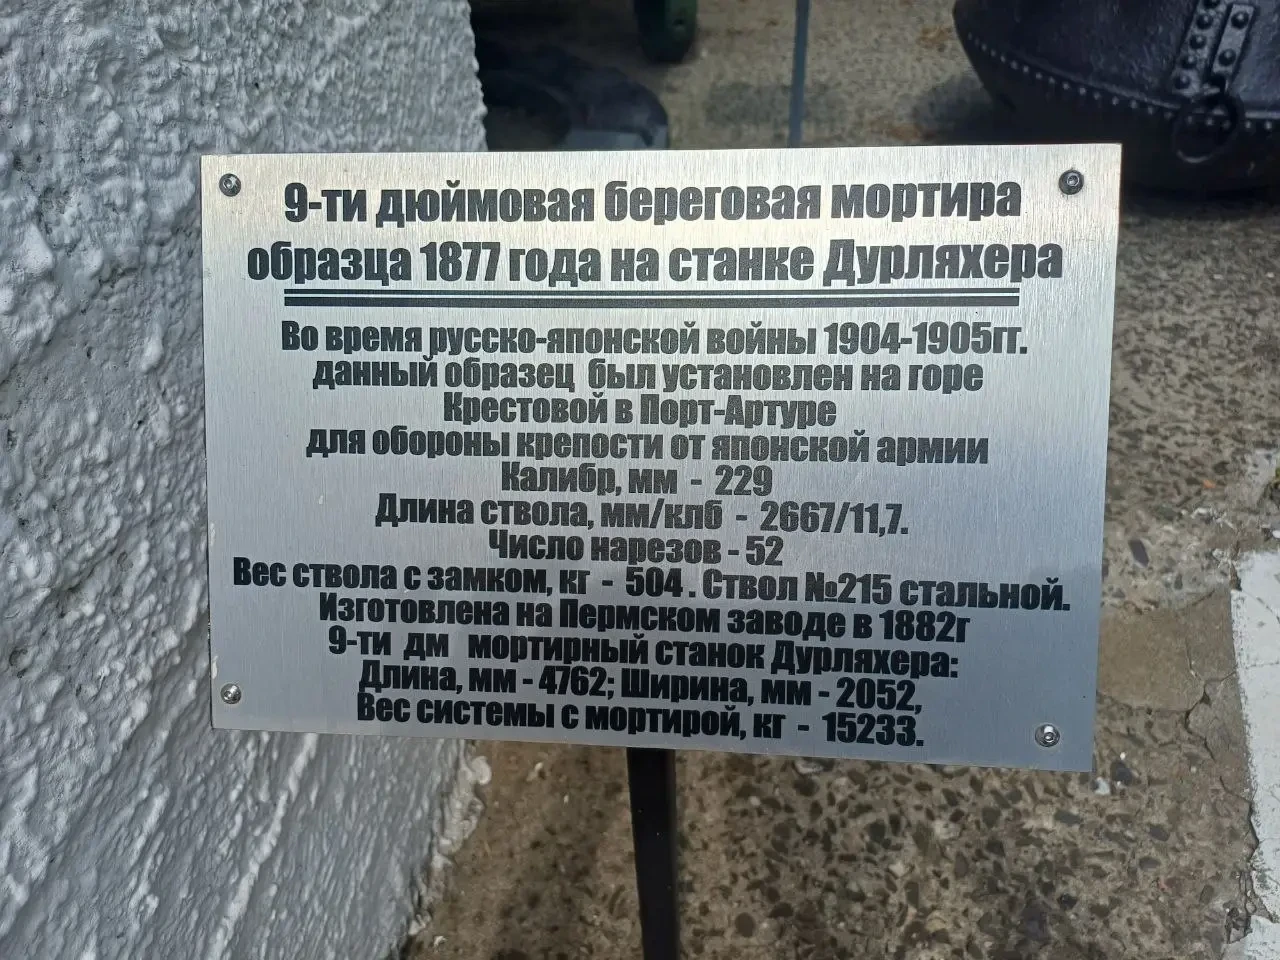 9-ти дюймовая береговая мортира
образца 1877 года на станке Дурляхера
Во время русско-японской войны 1904-1905гг.
данный образец был установлен на горе
Крестовой в Порт-Артуре
для обороны крепости от японской армии
Калибр, мм - 229
Длина ствола, мм/клб - 2667/11,7.
Число нарезов - 52
Вес ствола с замком, кг - 504. Ствол №215 стальной.
Изготовлена на Пермском заводе в 1882г
9-ти дм мортирный станок Дурляхера:
Длина, мм - 4762; Ширина, мм - 2052,
Вес системы с мортирой, кг - 15233.